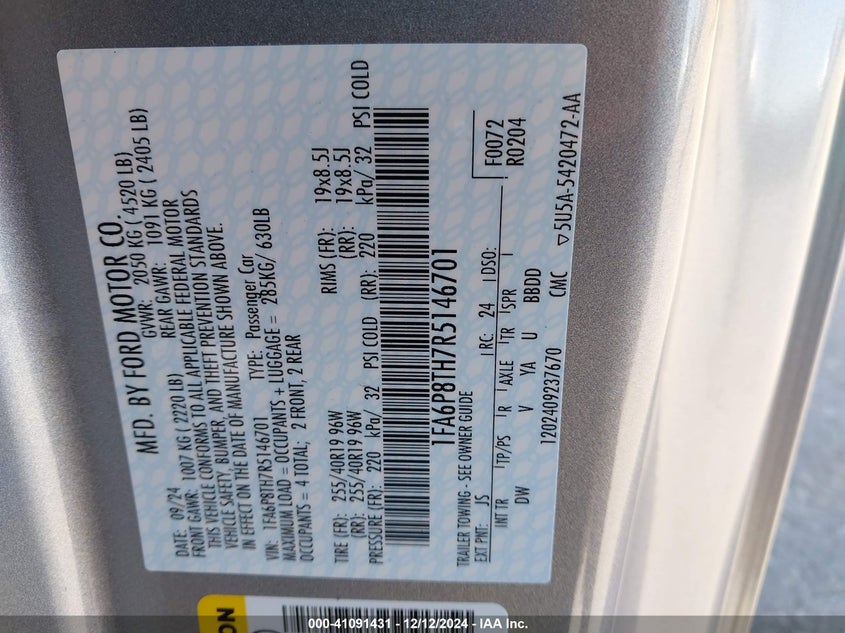 MFD. BY FORD MOTOR CO.
DATE: 09/24 GVWR: 2050 KG ( 4520 LB)
FRONT GAWR: 1007 KG ( 2220 LB) REAR GAWR: 1091 KG ( 2405 LB)
THIS VEHICLE CONFORMS TO ALL APPLICABLE FEDERAL MOTOR
VEHICLE SAFETY, BUMPER, AND THEFT PREVENTION STANDARDS
IN EFFECT ON THE DATE OF MANUFACTURE SHOWN ABOVE.
VIN: 1FA6P8TH7R5146701 TYPE: Passenger Car
MAXIMUM LOAD = OCCUPANTS + LUGGAGE = 285KG/ 630LB
OCCUPANTS = 4 TOTAL; 2 FRONT, 2 REAR
TIRE (FR): 255/40R19 96W RIMS (FR): 19x8.5J
TIRE (RR): 255/40R19 96W (RR): 19x8.5J
PRESSURE (FR): 220 kPa/ 32 PSI COLD (RR): 220 kPa/ 32 PSI COLD
1FA6P8TH7R5146701
TRAILER TOWING - SEE OWNER GUIDE
F0072
R0204
EXT PNT: JS RC: 24 DSO:
INT TR TP/PS R AXLE TR SPR
DW V YA U BBDD
1202409237670 CMC ▽5U5A-5420472-AA
ON
000-41091431 - 12/12/2024 - IAA Inc.